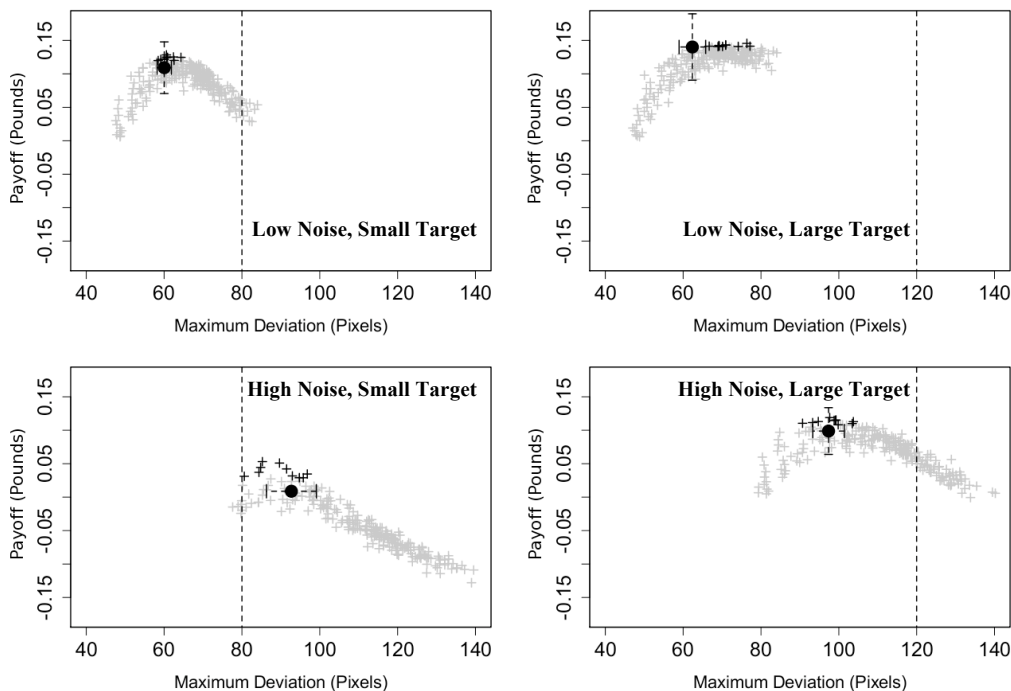 Payoff (Pounds)
0.15
0.05
-0.05
-0.15
Low Noise, Small Target
40 60 80 100 120 140
Maximum Deviation (Pixels)
Payoff (Pounds)
0.15
0.05
-0.05
-0.15
Low Noise, Large Target
40 60 80 100 120 140
Maximum Deviation (Pixels)
Payoff (Pounds)
0.15
0.05
-0.05
-0.15
High Noise, Small Target
40 60 80 100 120 140
Maximum Deviation (Pixels)
Payoff (Pounds)
0.15
0.05
-0.05
-0.15
High Noise, Large Target
40 60 80 100 120 140
Maximum Deviation (Pixels)